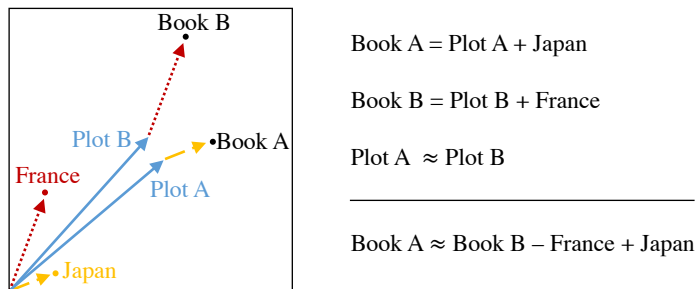 Book B
Plot B
Book A
France
Plot A
Japan
Book A = Plot A + Japan
Book B = Plot B + France
Plot A ≈ Plot B
Book A ≈ Book B – France + Japan